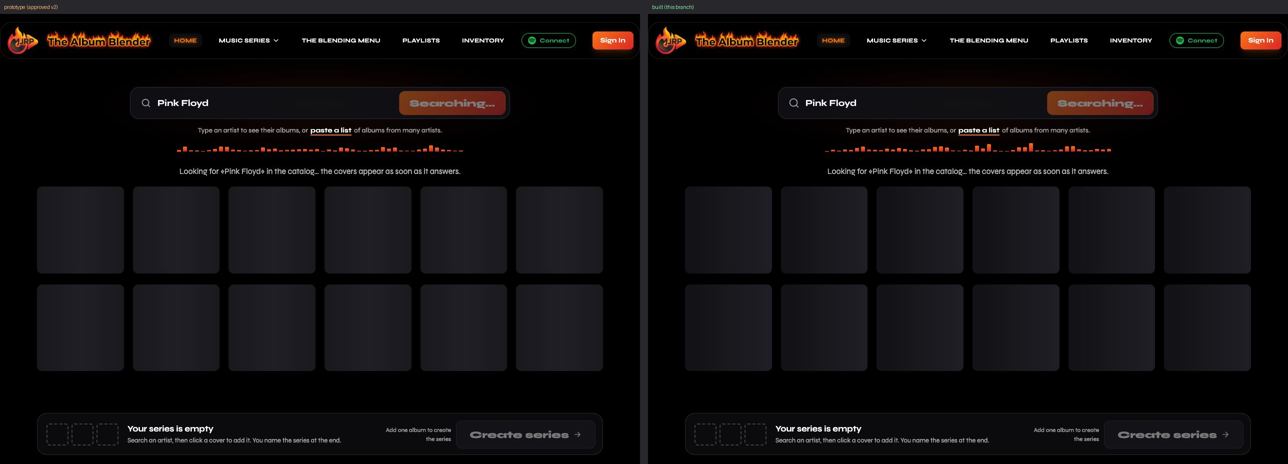 prototype (approved v2)
URP The Album Blender HOME MUSIC SERIES THE BLENDING MENU PLAYLISTS INVENTORY Connect Sign In
Pink Floyd Searching...
Type an artist to see their albums, or paste a list of albums from many artists.
Looking for «Pink Floyd» in the catalog... the covers appear as soon as it answers.
Your series is empty
Search an artist, then click a cover to add it. You name the series at the end.
Add one album to create
the series
Create series →
built (this branch)
URP The Album Blender HOME MUSIC SERIES THE BLENDING MENU PLAYLISTS INVENTORY Connect Sign In
Pink Floyd Searching...
Type an artist to see their albums, or paste a list of albums from many artists.
Looking for «Pink Floyd» in the catalog... the covers appear as soon as it answers.
Your series is empty
Search an artist, then click a cover to add it. You name the series at the end.
Add one album to create
the series
Create series →